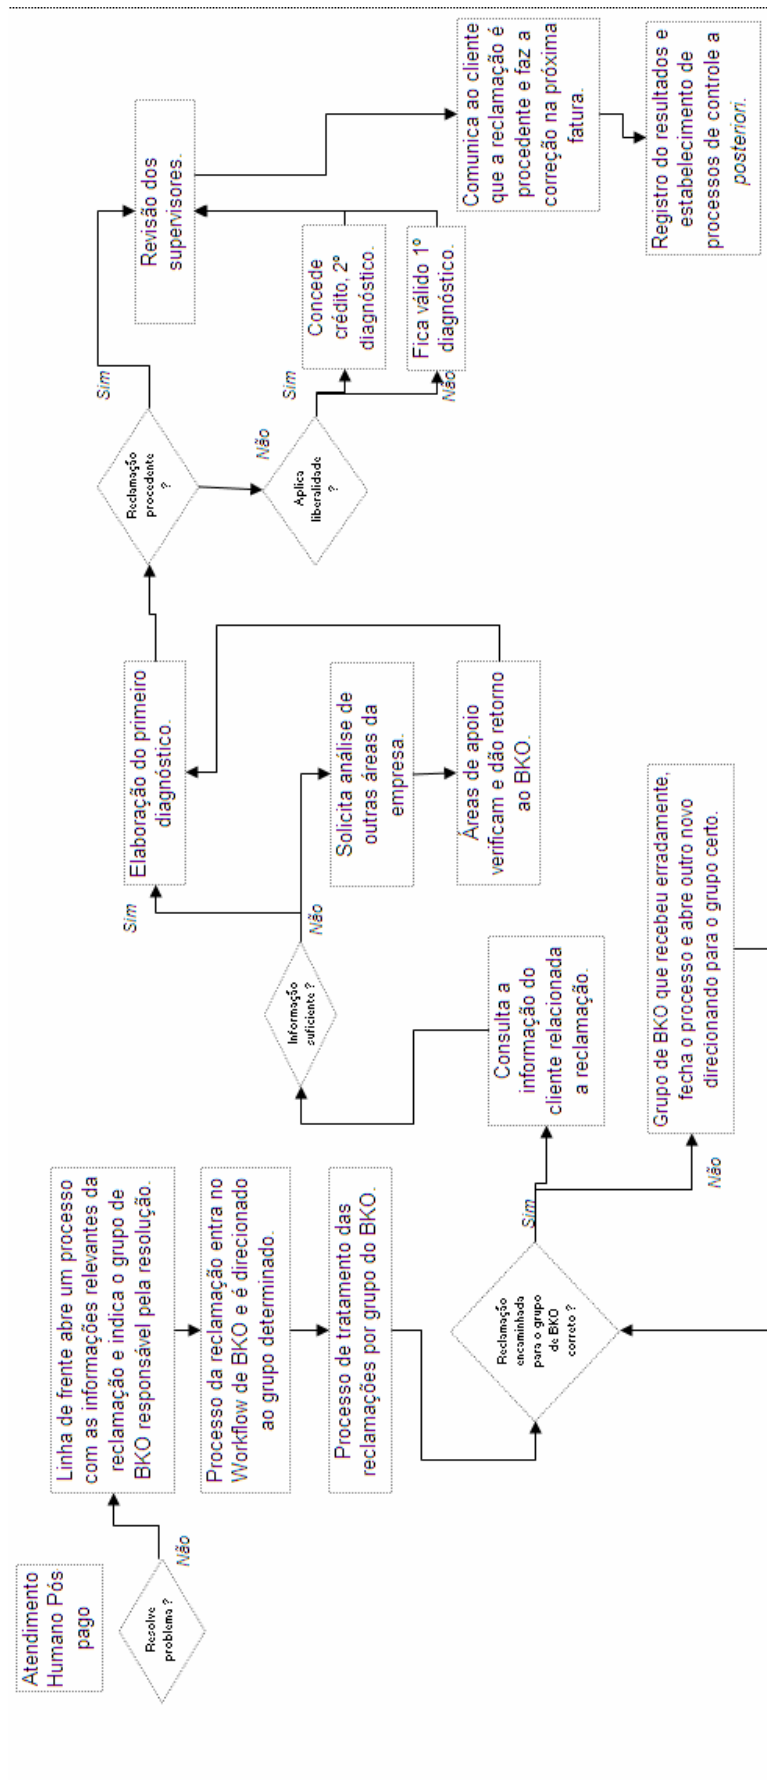 Atendimento
Humano Pós
pago
Resolve
problema ?
Não
Linha de frente abre um processo
com as informações relevantes da
reclamação e indica o grupo de
BKO responsável pela resolução.
Processo da reclamação entra no
Workflow de BKO e é direcionado
ao grupo determinado.
Processo de tratamento das
reclamações por grupo do BKO.
Reclamação
encaminhada
para o grupo
de BKO
correto ?
Sim
Não
Consulta a
informação do
cliente relacionada
a reclamação.
Grupo de BKO que recebeu erradamente,
fecha o processo e abre outro novo
direcionando para o grupo certo.
Informação
suficiente ?
Sim
Não
Elaboração do primeiro
diagnóstico.
Solicita análise de
outras áreas da
empresa.
Áreas de apoio
verificam e dão retorno
ao BKO.
Reclamação
procedente
?
Sim
Não
Aplica
liberalidade
?
Sim
Não
Revisão dos
supervisores.
Concede
crédito, 2º
diagnóstico.
Fica válido 1º
diagnóstico.
Comunica ao cliente
que a reclamação é
procedente e faz a
correção na próxima
fatura.
Registro do resultados e
estabelecimento de
processos de controle a
posteriori.